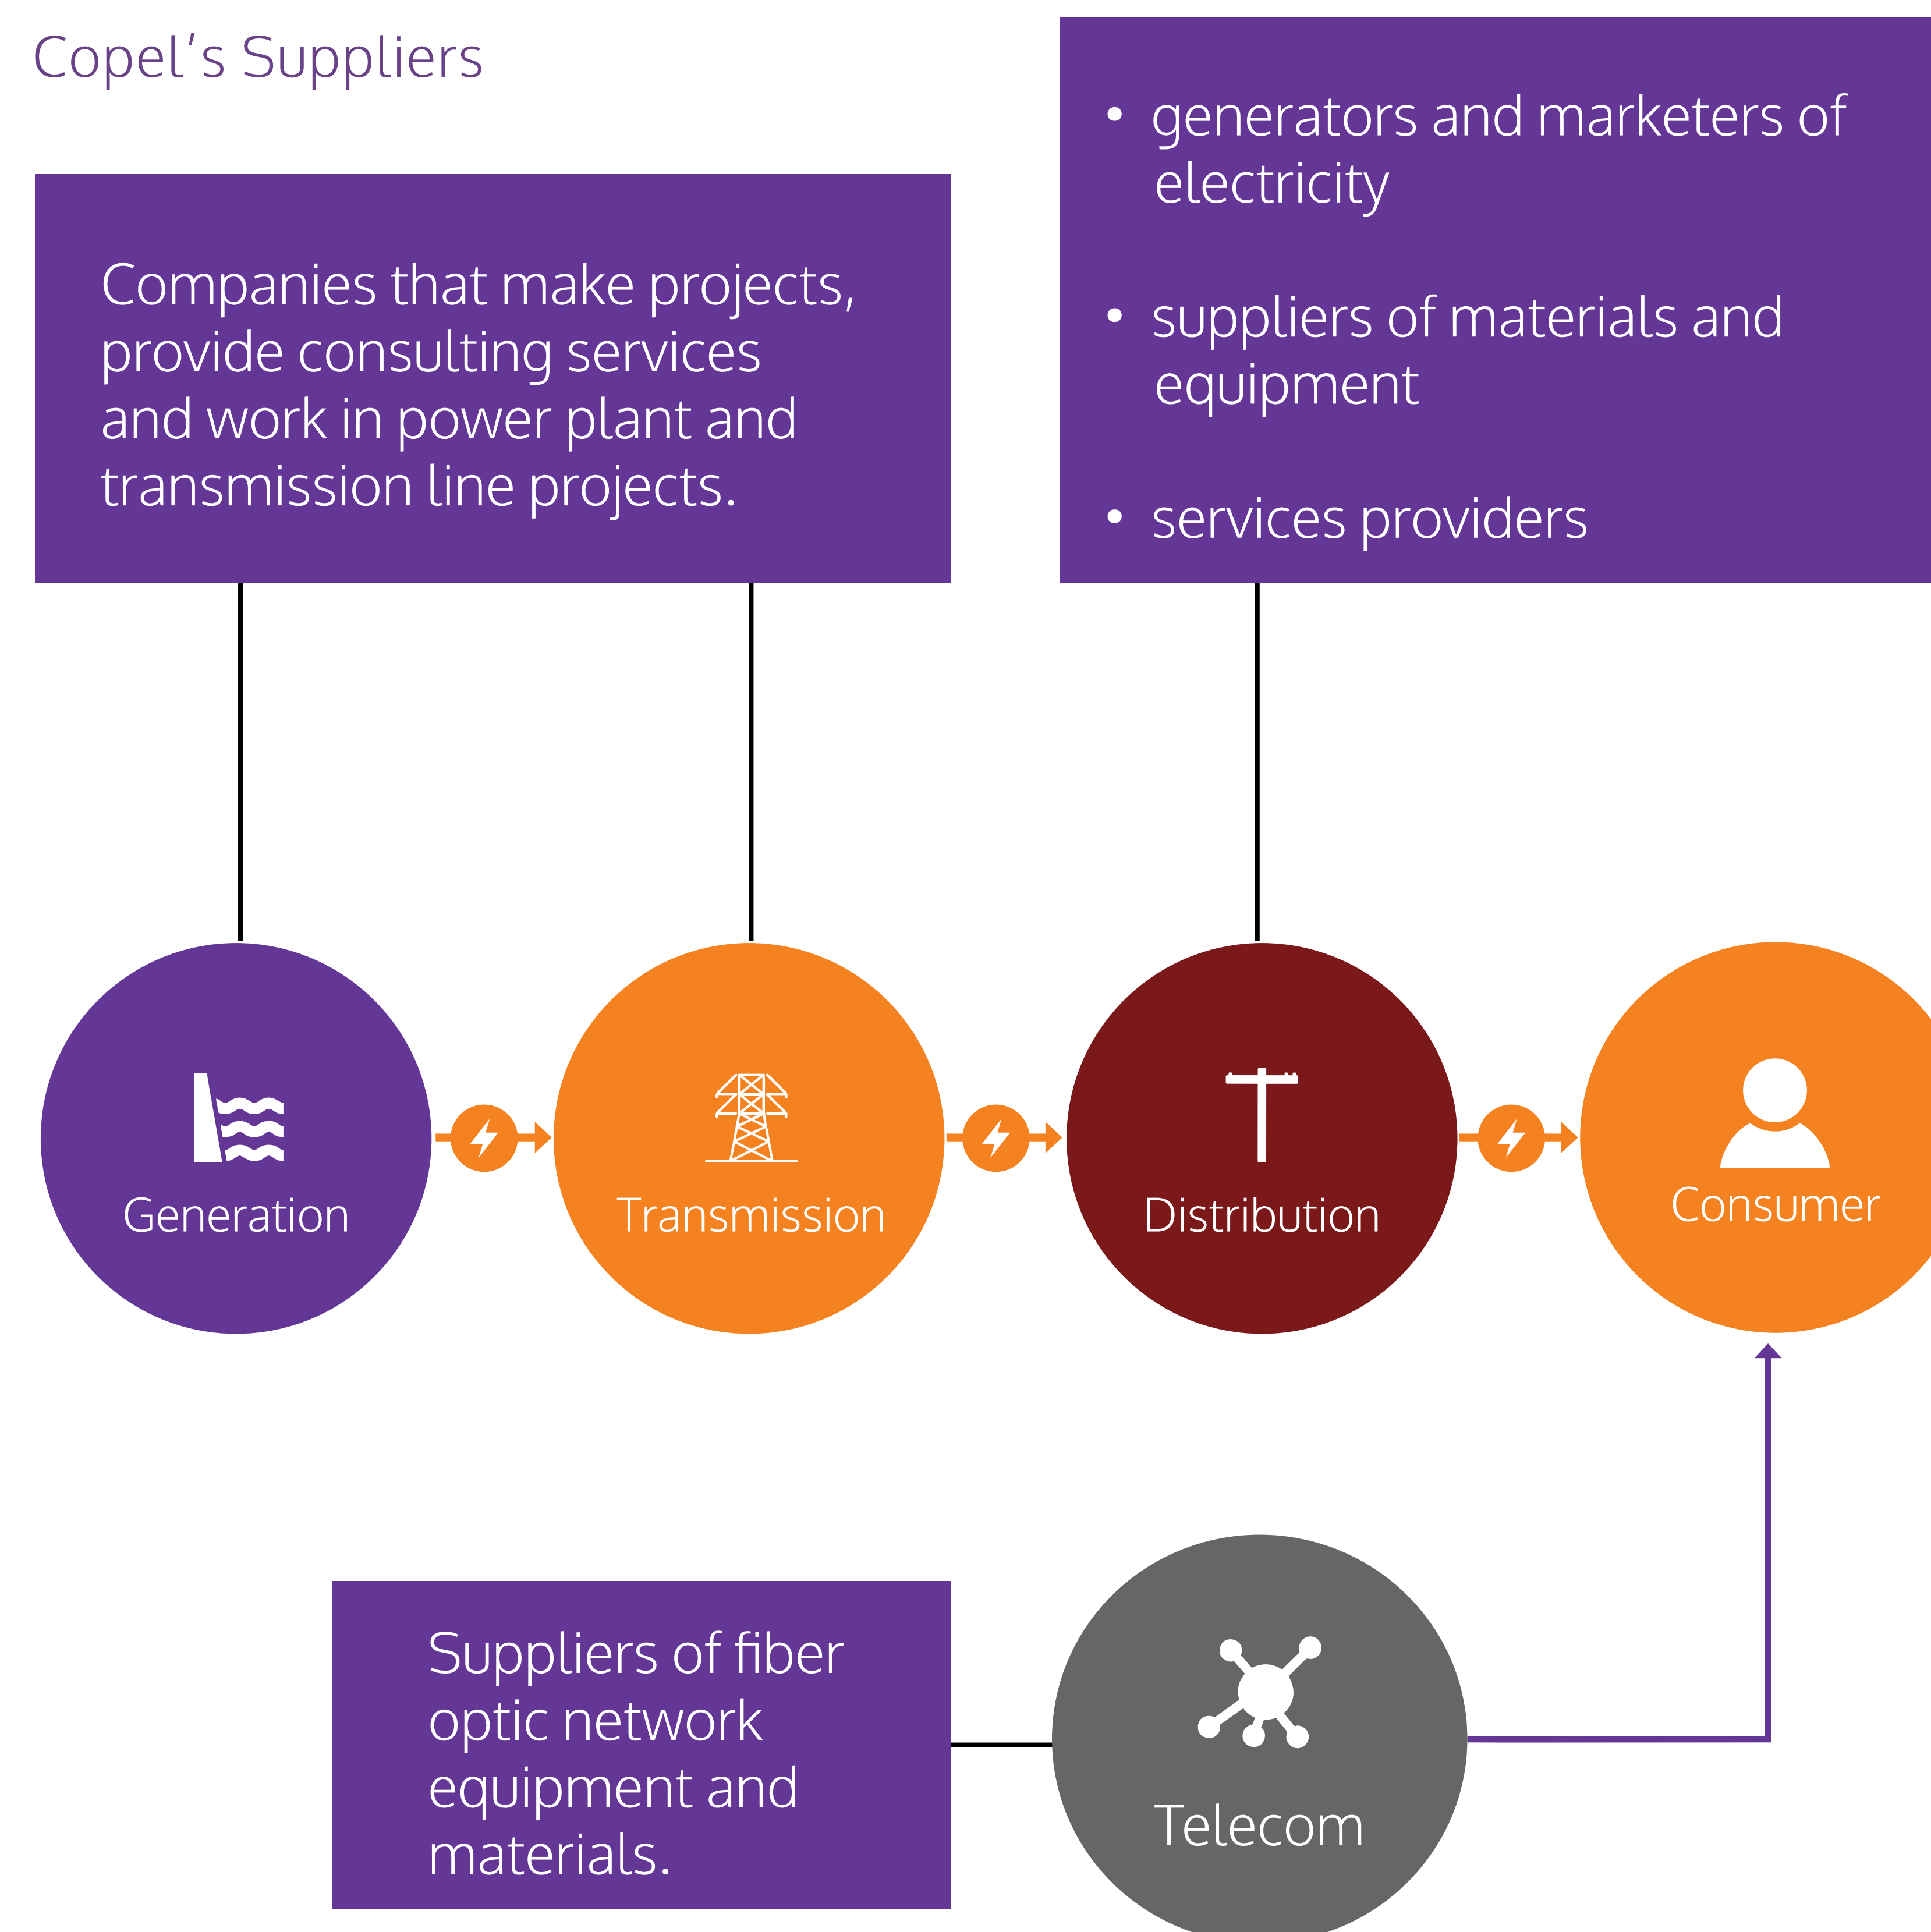 Copel’s Suppliers
Companies that make projects,
provide consulting services
and work in power plant and
transmission line projects.
• generators and marketers of
electricity
• suppliers of materials and
equipment
• services providers
Generation
Transmission
Distribution
Consumer
Suppliers of fiber
optic network
equipment and
materials.
Telecom